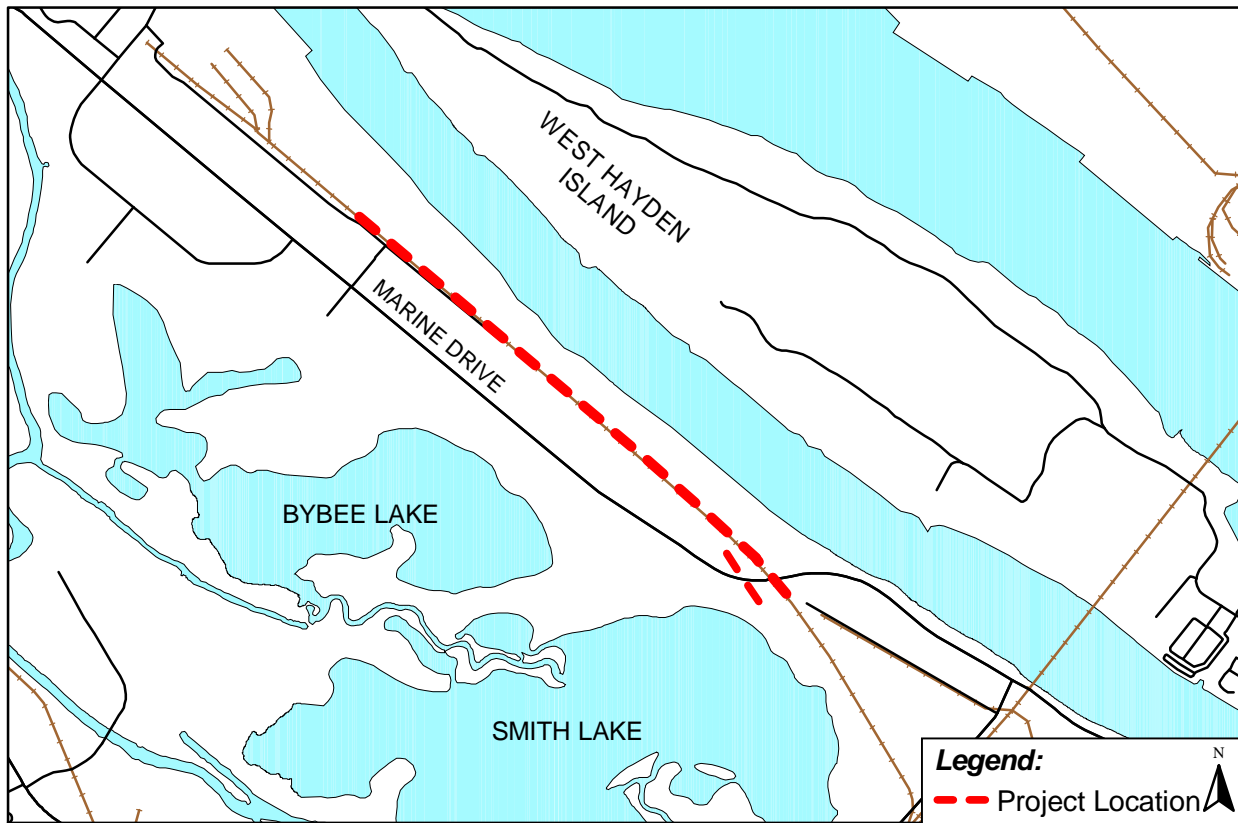 WEST HAYDEN
ISLAND
MARINE DRIVE
BYBEE LAKE
SMITH LAKE
Legend:
Project Location
N